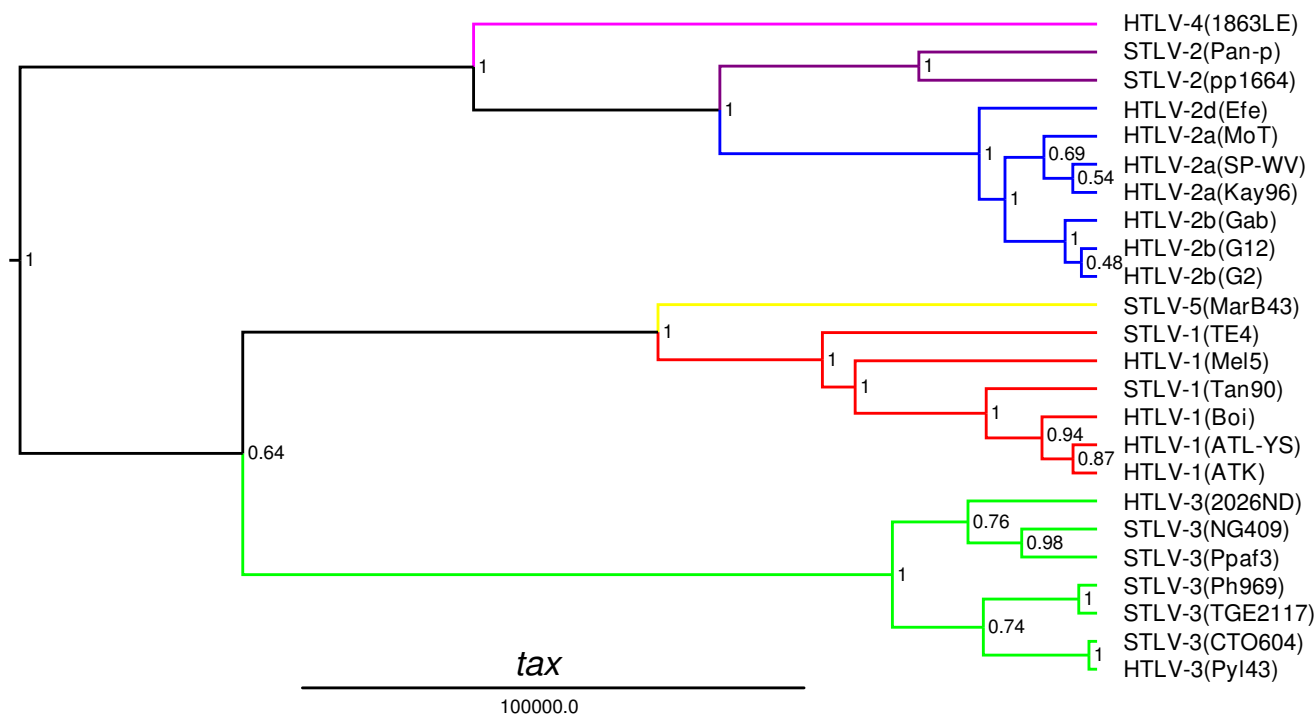 HTLV-4(1863LE)
STLV-2(Pan-p)
1
1
STLV-2(pp1664)
HTLV-2d(Efe)
1
HTLV-2a(MoT)
0.69
1
HTLV-2a(SP-WV)
0.54
HTLV-2a(Kay96)
1
HTLV-2b(Gab)
1
HTLV-2b(G12)
1
0.48
HTLV-2b(G2)
STLV-5(MarB43)
1
STLV-1(TE4)
1
HTLV-1(Mel5)
1
STLV-1(Tan90)
1
HTLV-1(Boi)
0.94
HTLV-1(ATL-YS)
0.64
0.87
HTLV-1(ATK)
HTLV-3(2026ND)
0.76
STLV-3(NG409)
0.98
STLV-3(Ppaf3)
1
STLV-3(Ph969)
1
STLV-3(TGE2117)
0.74
STLV-3(CTO604)
1
HTLV-3(Pyl43)
tax
100000.0